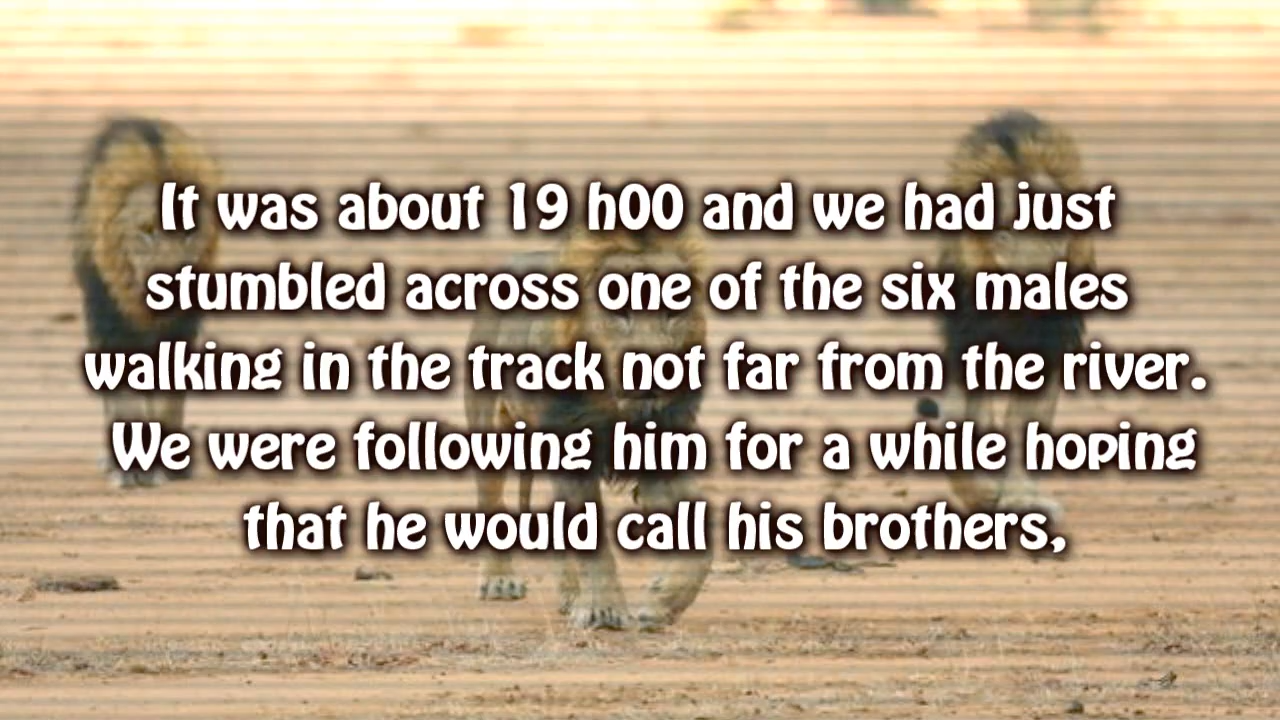 It was about 19 h00 and we had just
stumbled across one of the six males
walking in the track not far from the river.
We were following him for a while hoping
that he would call his brothers,